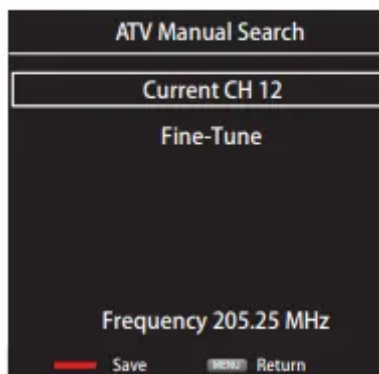 ATV Manual Search
Current CH 12
Fine-Tune
Frequency 205.25 MHz
Save MENU Return